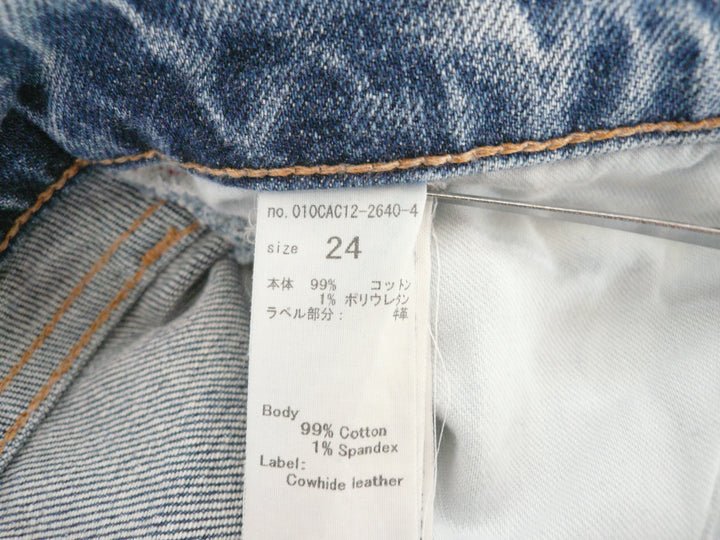 no. 010CAC12-2640-4
size 24
本体 99% コットン
1% ポリウレタン
ラベル部分: 牛革
Body
99% Cotton
1% Spandex
Label:
Cowhide leather